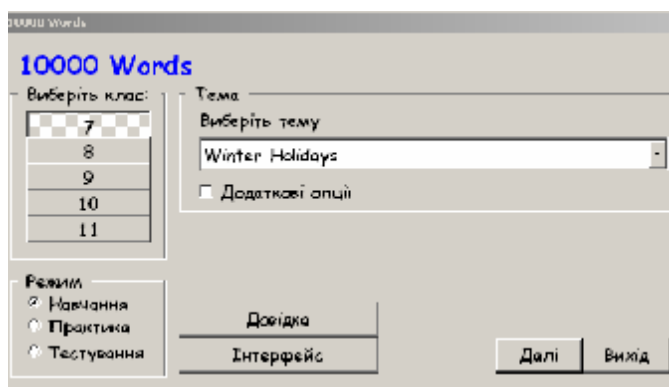 10000 Words
10000 Words
Виберіть клас:
7
8
9
10
11
Тема
Виберіть тему
Winter Holidays
Додаткові опції
Режим
Навчання
Практика
Тестування
Довідка
Інтерфейс
Далі
Вихід